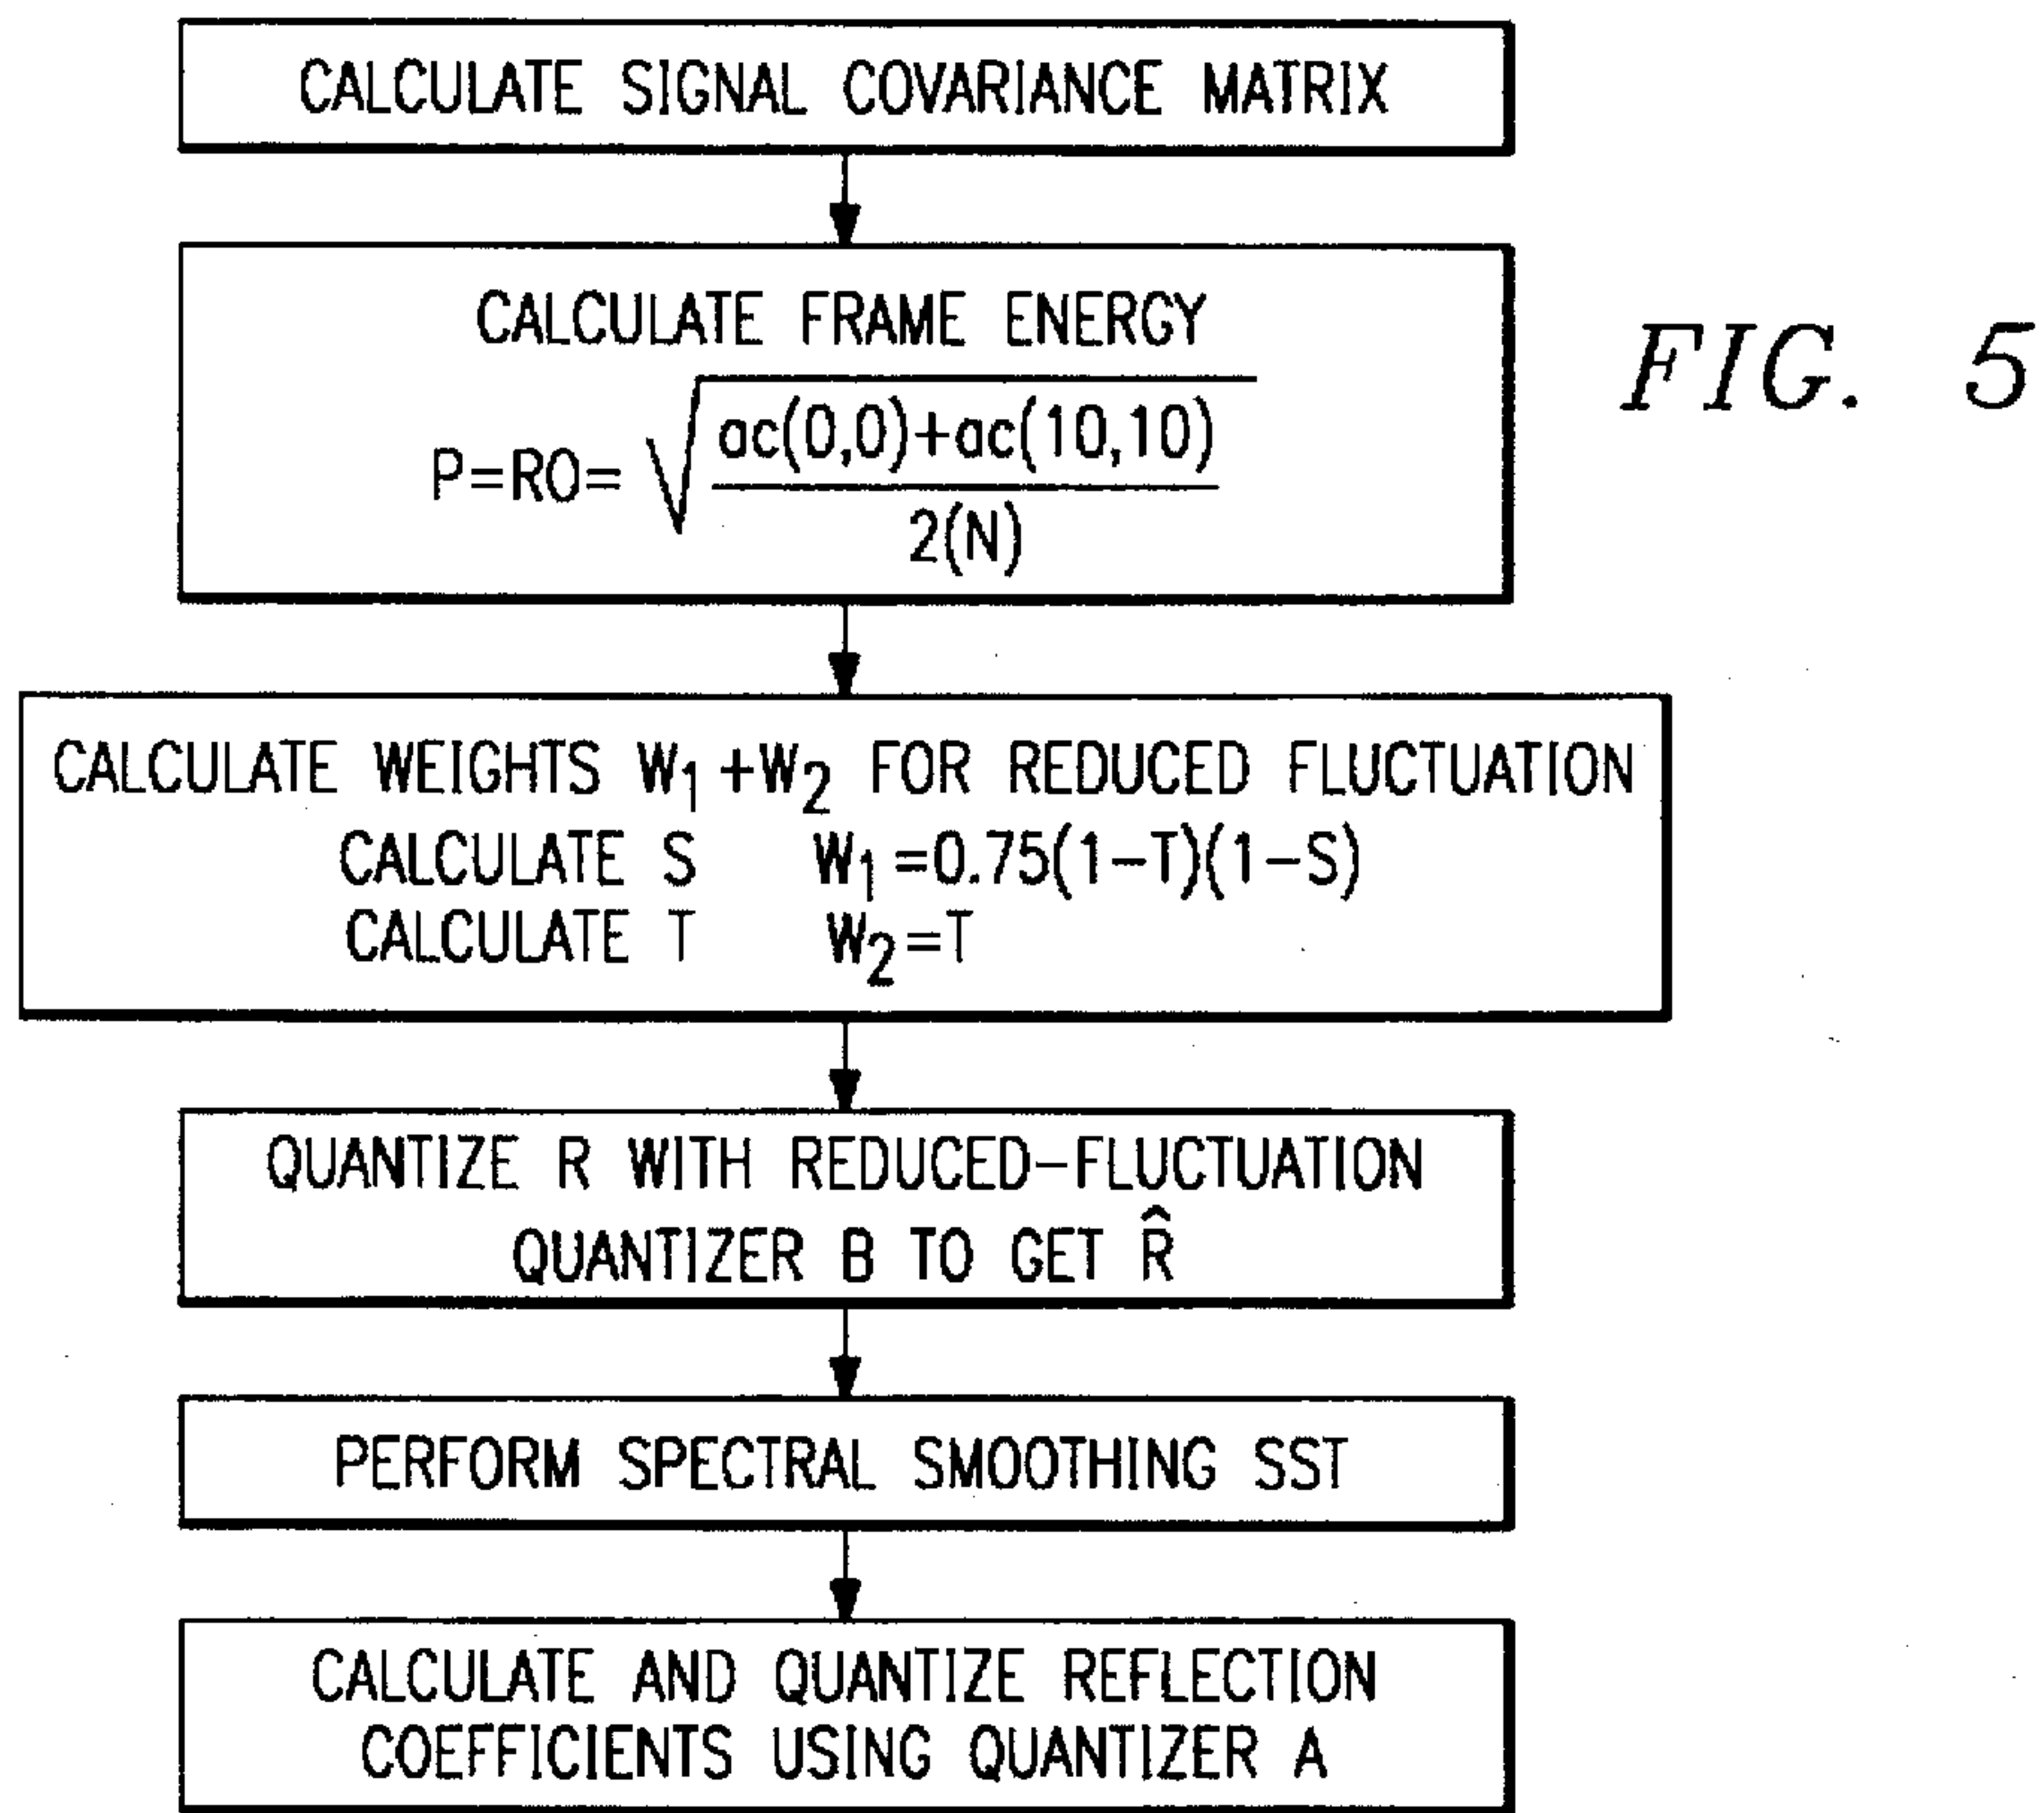 CALCULATE SIGNAL COVARIANCE MATRIX
CALCULATE FRAME ENERGY
P=RO= √ ac(0,0)+ac(10,10)
2(N)
FIG. 5
CALCULATE WEIGHTS W₁+W₂ FOR REDUCED FLUCTUATION
CALCULATE S W₁=0.75(1-T)(1-S)
CALCULATE T W₂=T
QUANTIZE R WITH REDUCED-FLUCTUATION
QUANTIZER B TO GET R̂
PERFORM SPECTRAL SMOOTHING SST
CALCULATE AND QUANTIZE REFLECTION
COEFFICIENTS USING QUANTIZER A